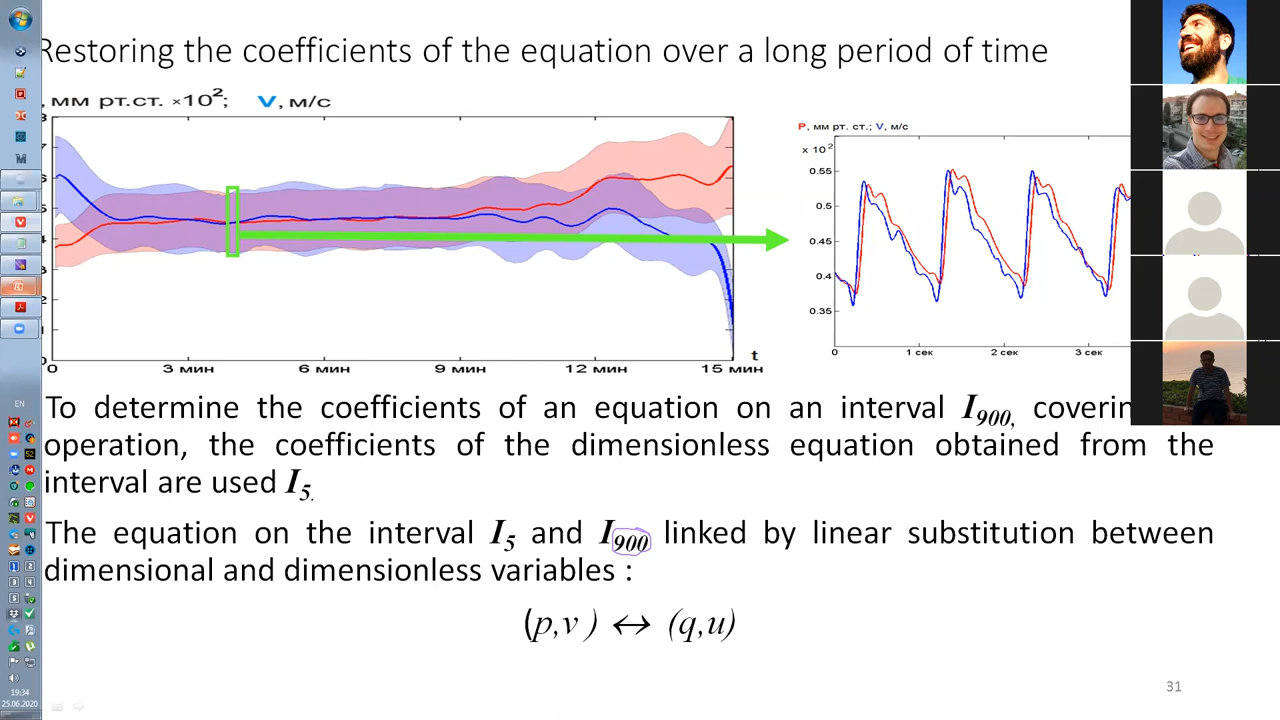 Restoring the coefficients of the equation over a long period of time
, мм рт.ст. ×10²; V, м/с
t
0 3 мин 6 мин 9 мин 12 мин 15 мин
P, мм рт. ст.; V, м/с
x 10²
0.55
0.5
0.45
0.4
0.35
0 1 сек 2 сек 3 сек
To determine the coefficients of an equation on an interval I900, coverin
operation, the coefficients of the dimensionless equation obtained from the
interval are used I5.
The equation on the interval I5 and I900 linked by linear substitution between
dimensional and dimensionless variables :
(p,v ) ↔ (q,u)
31
EN
19:34
25.06.2020